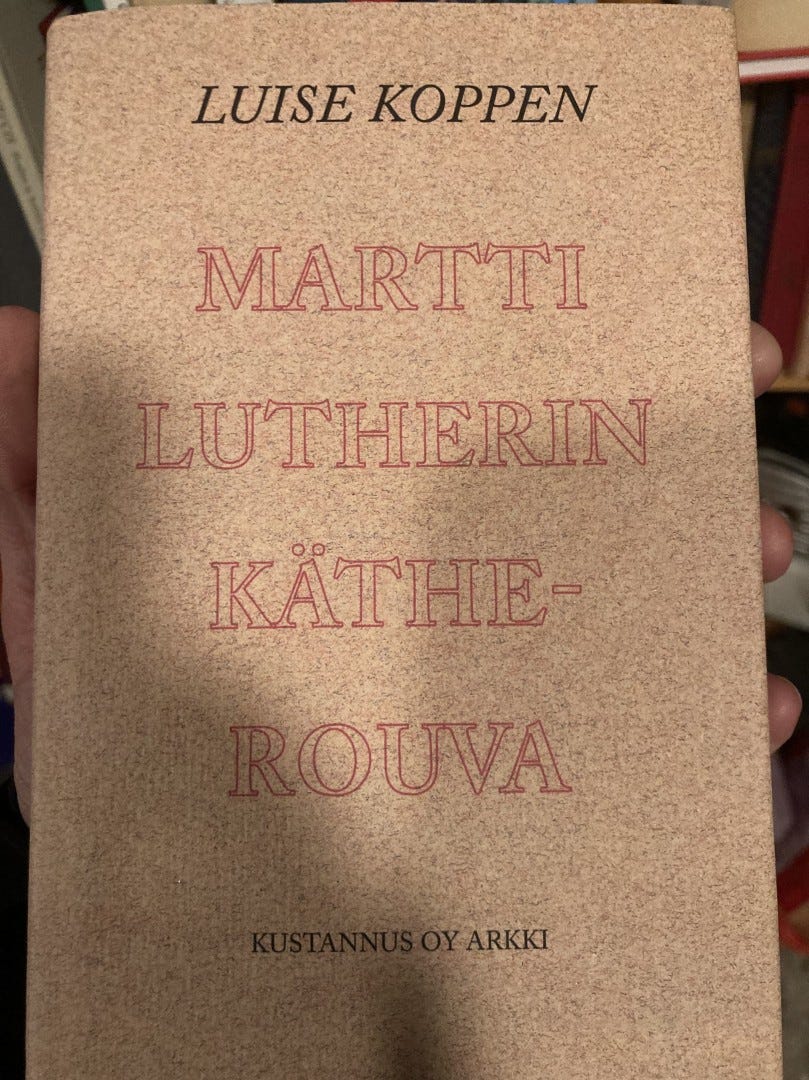 LUISE KOPPEN
MARTTI
LUTHERIN
KÄTHE-
ROUVA
KUSTANNUS OY ARKKI